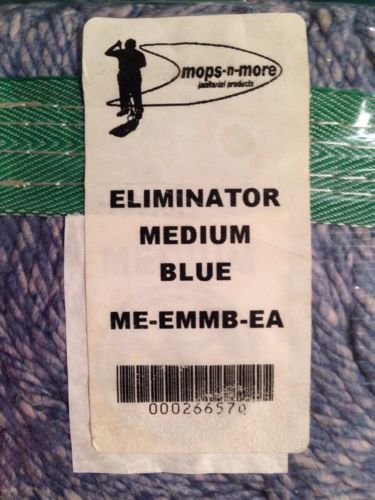 mops-n-more
janitorial products
ELIMINATOR
MEDIUM
BLUE
ME-EMMB-EA
000266570